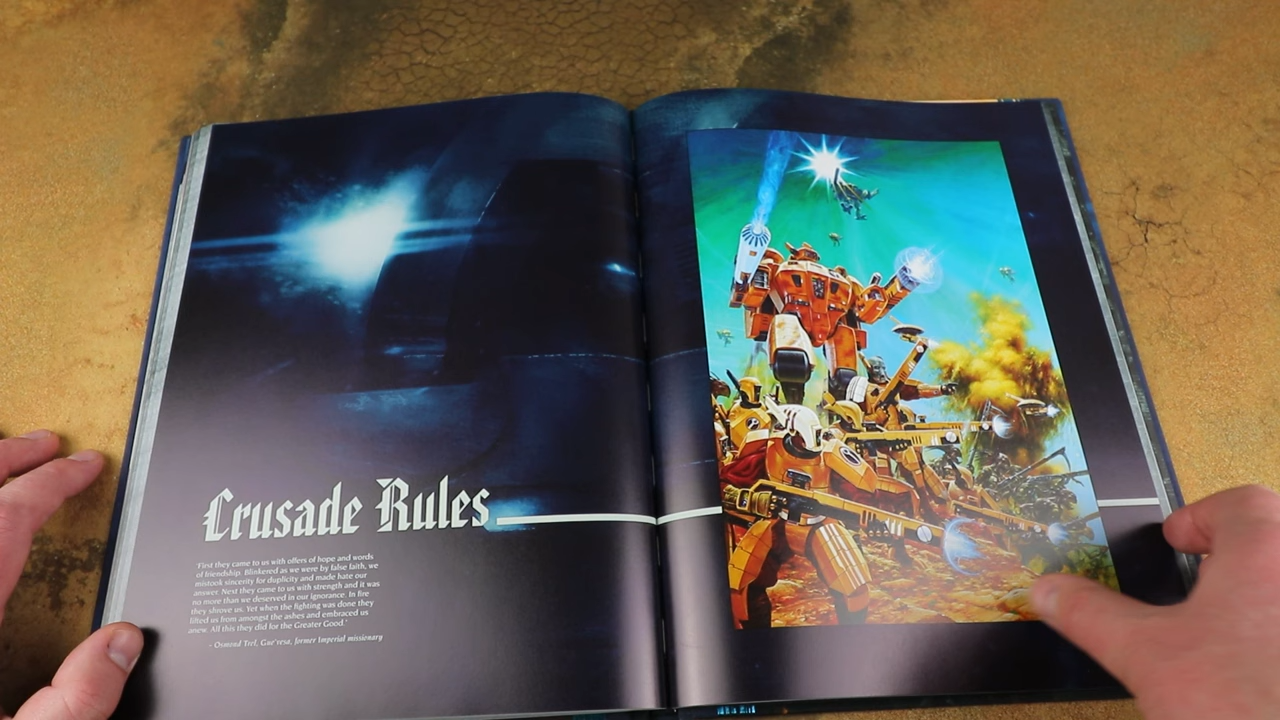 Crusade Rules
'First they came to us with offers of hope and words
of friendship. Blinkered as we were by false faith, we
mistook sincerity for duplicity and made hate our
answer. Nest they came to us with strength and it was
no more than we deserved in our ignorance. In fire
they shrove us. Yet when the fighting was done they
lifted us from amongst the ashes and embraced us
anew. All this they did for the Greater Good.'
- Osmond Trel, Gue'vesa, former Imperial missionary